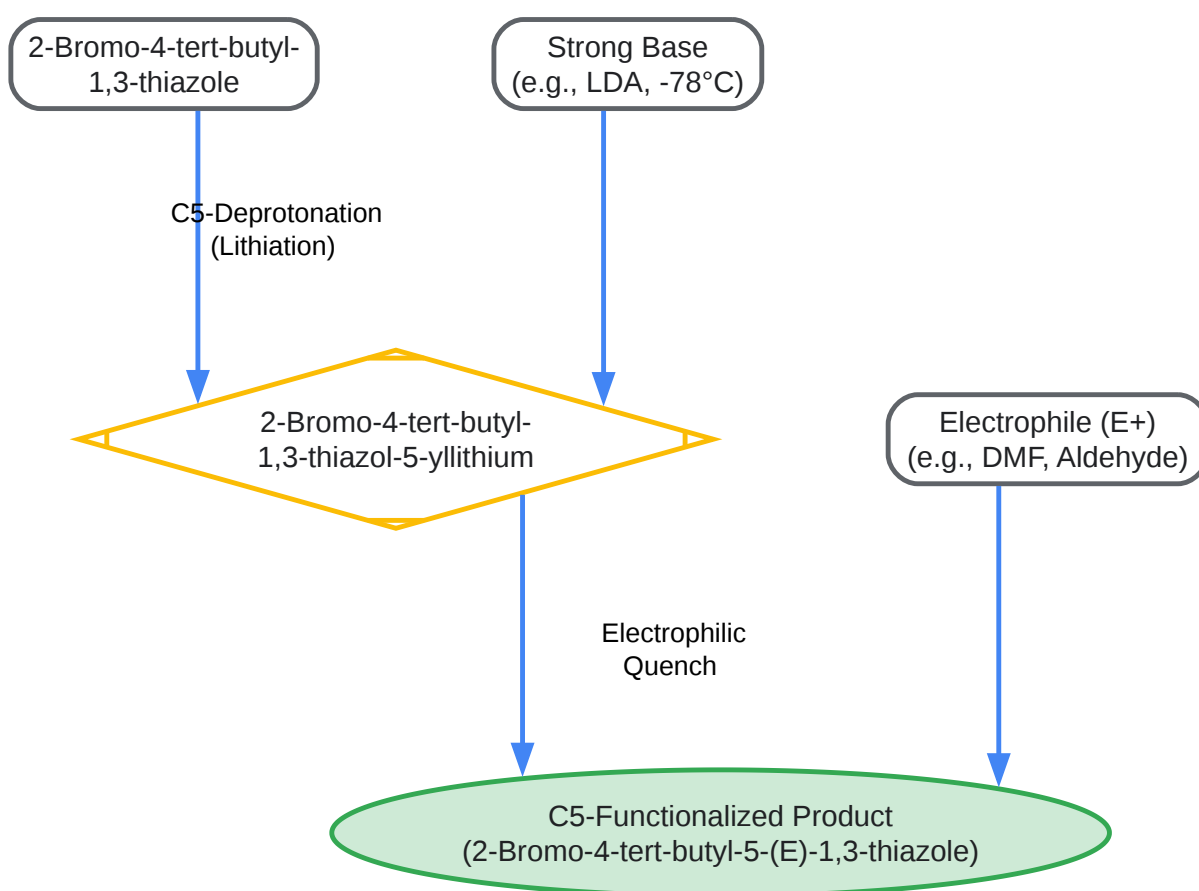 2-Bromo-4-tert-butyl-
1,3-thiazole
Strong Base
(e.g., LDA, -78°C)
C5-Deprotonation
(Lithiation)
2-Bromo-4-tert-butyl-
1,3-thiazol-5-yllithium
Electrophile (E+)
(e.g., DMF, Aldehyde)
Electrophilic
Quench
C5-Functionalized Product
(2-Bromo-4-tert-butyl-5-(E)-1,3-thiazole)